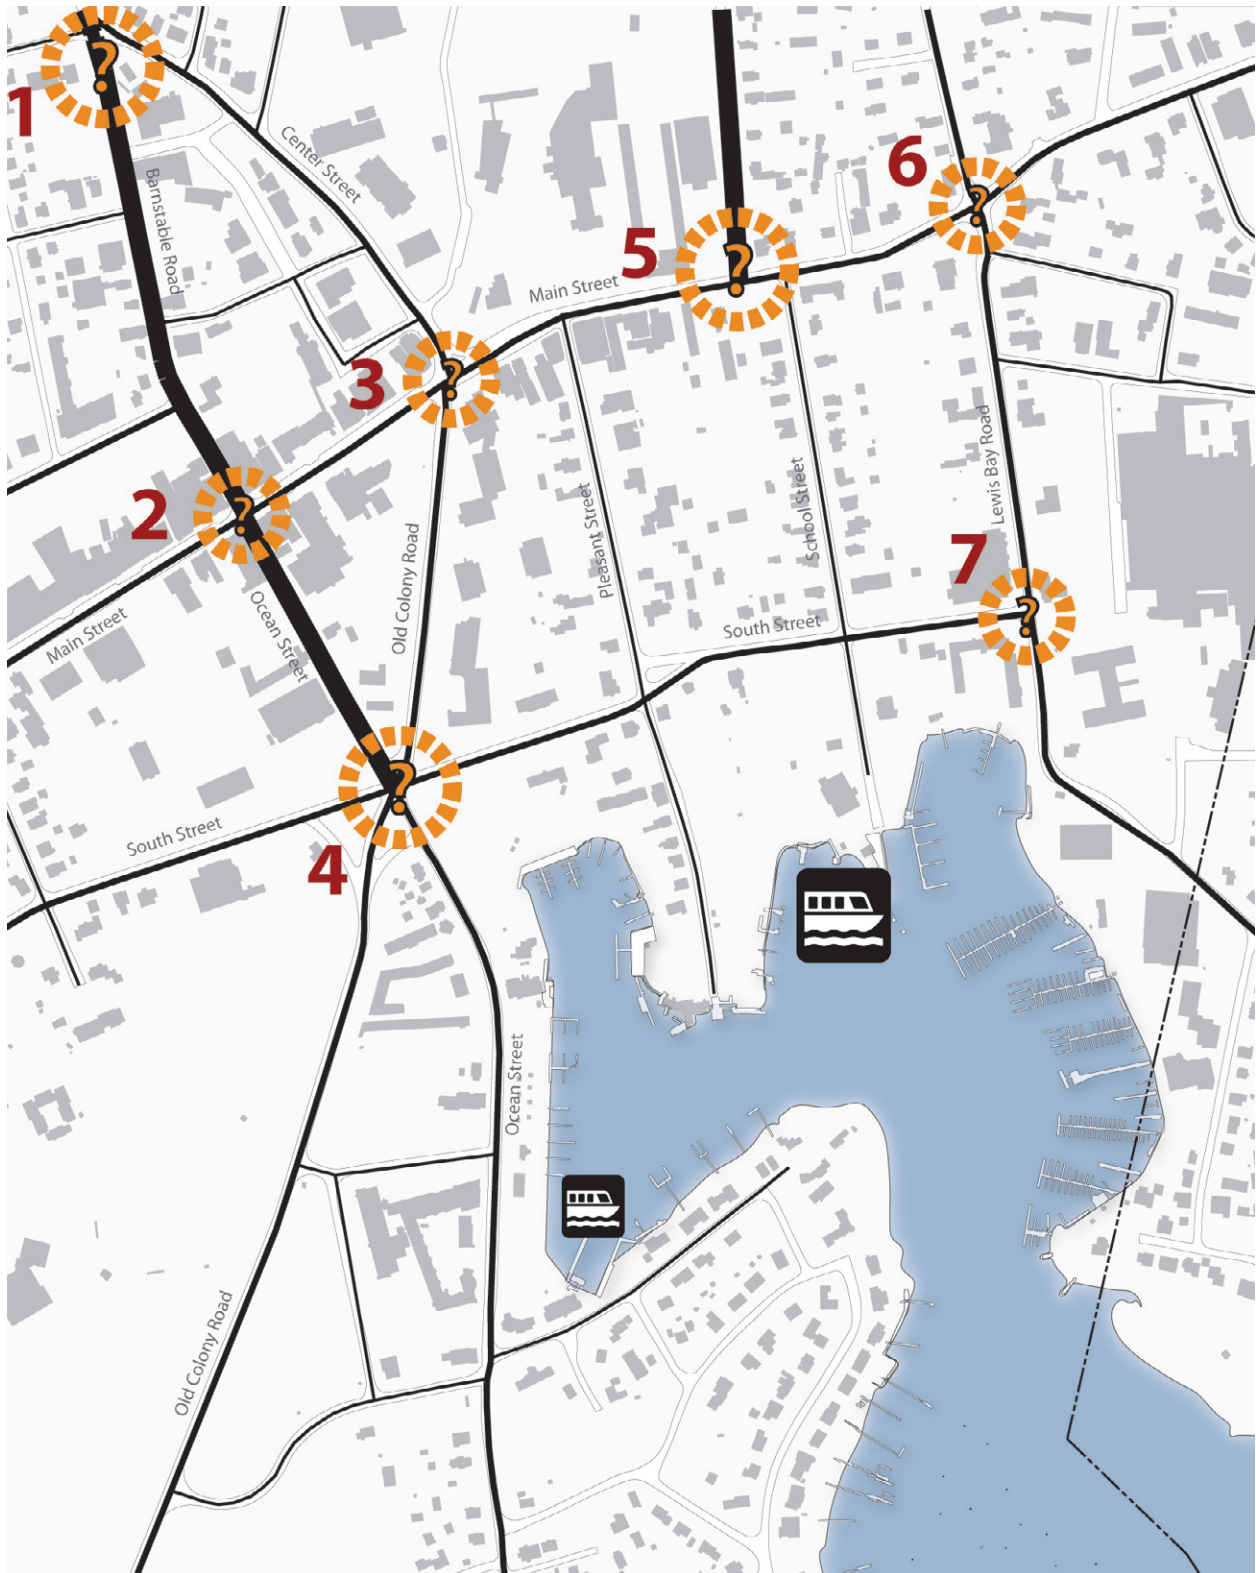 ?
1
Center Street
6
?
Barnstable Road
5
?
Main Street
3
?
2
?
Lewis Bay Road
School Street
Pleasant Street
Old Colony Road
7
?
Main Street
Ocean Street
South Street
?
South Street
4
Ocean Street
Old Colony Road